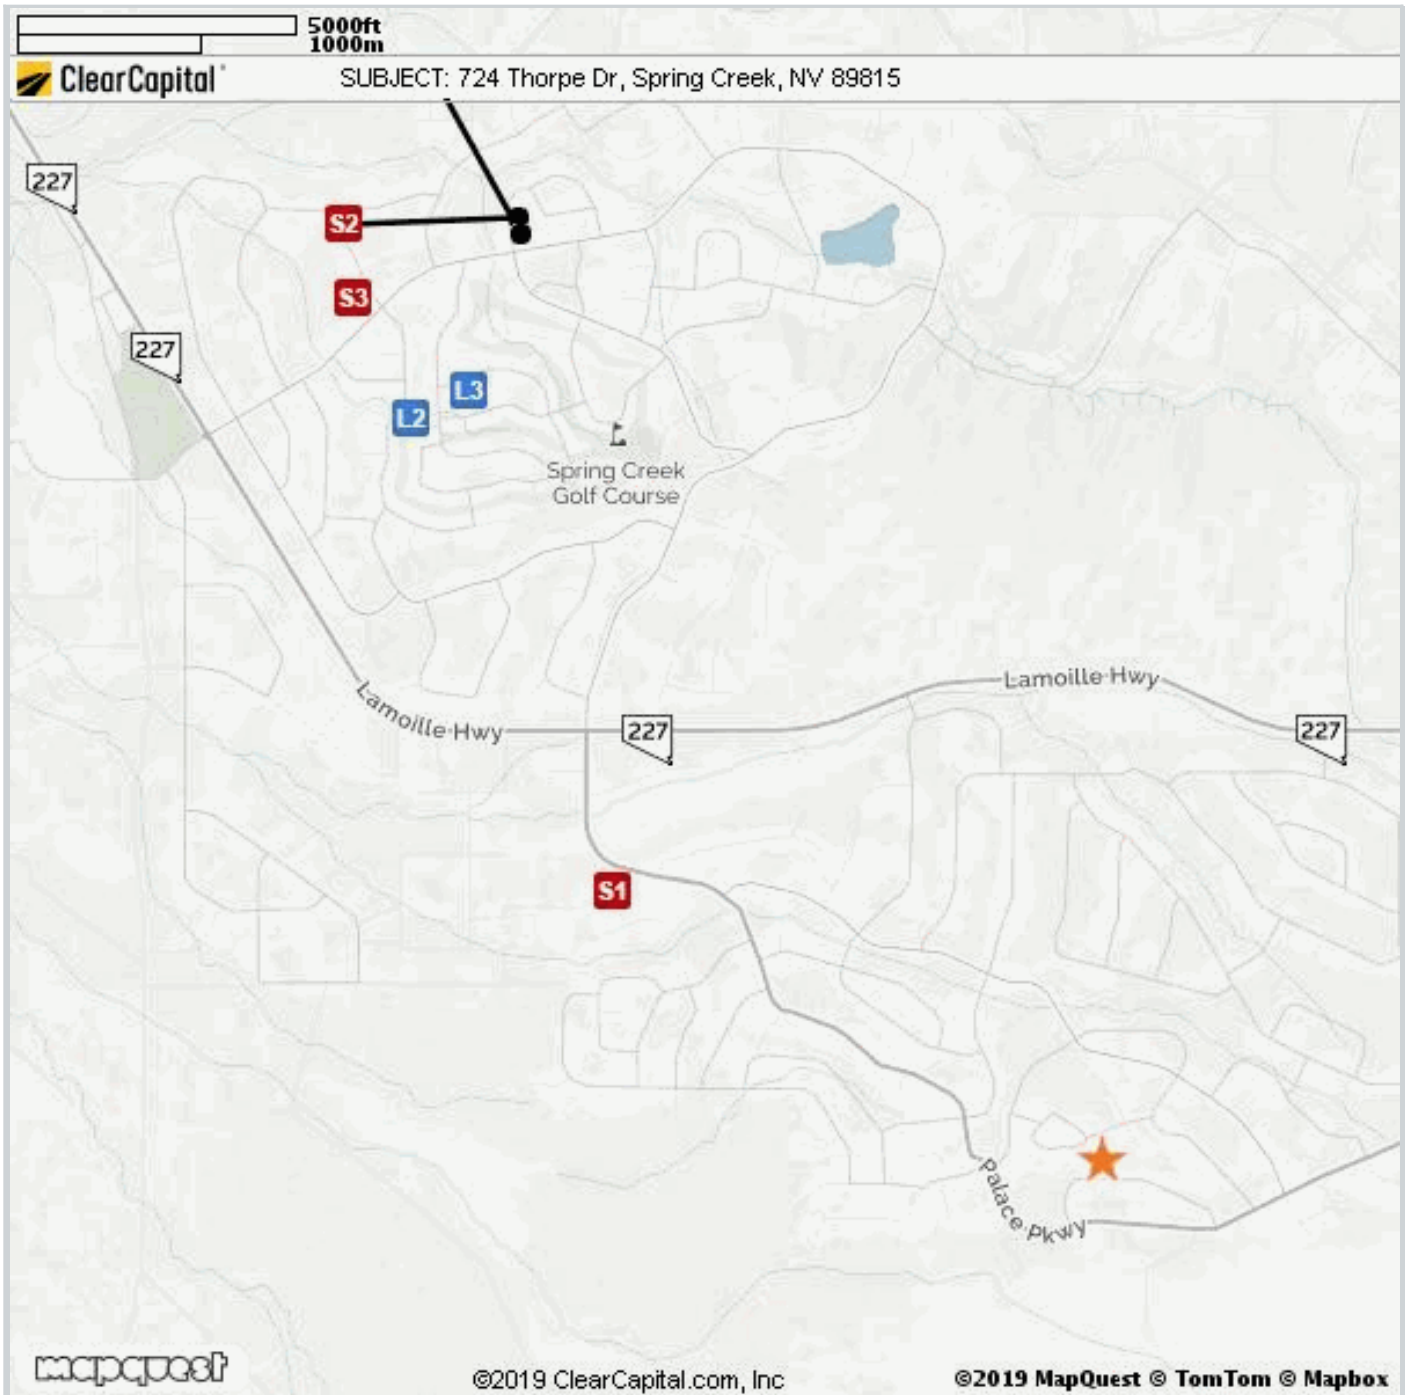 5000ft
1000m
ClearCapital
SUBJECT: 724 Thorpe Dr, Spring Creek, NV 89815
227
S2
S3
227
L3
L2
Spring Creek
Golf Course
Lamoille Hwy
Lamoille Hwy
227
227
S1
Palace Pkwy
mapquest
©2019 ClearCapital.com, Inc
©2019 MapQuest © TomTom © Mapbox